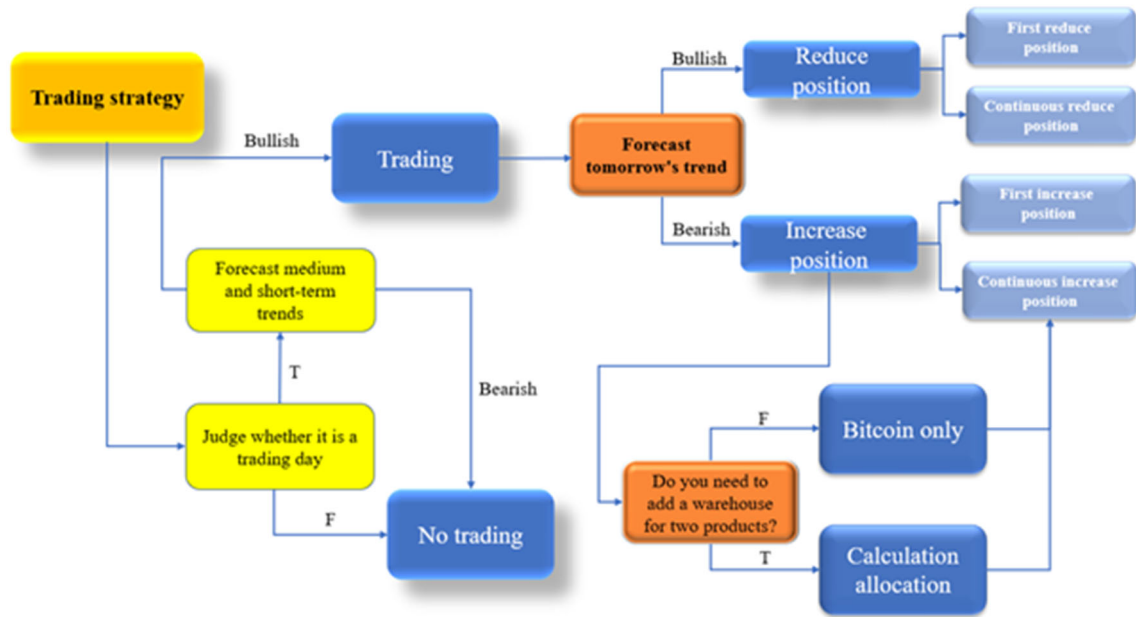 Trading strategy
Bullish
Trading
Forecast
tomorrow's trend
Bullish
Reduce
position
First reduce
position
Continuous reduce
position
Bearish
Increase
position
First increase
position
Continuous increase
position
Forecast medium
and short-term
trends
T
Bearish
Judge whether it is a
trading day
F
No trading
Do you need to
add a warehouse
for two products?
F
Bitcoin only
T
Calculation
allocation